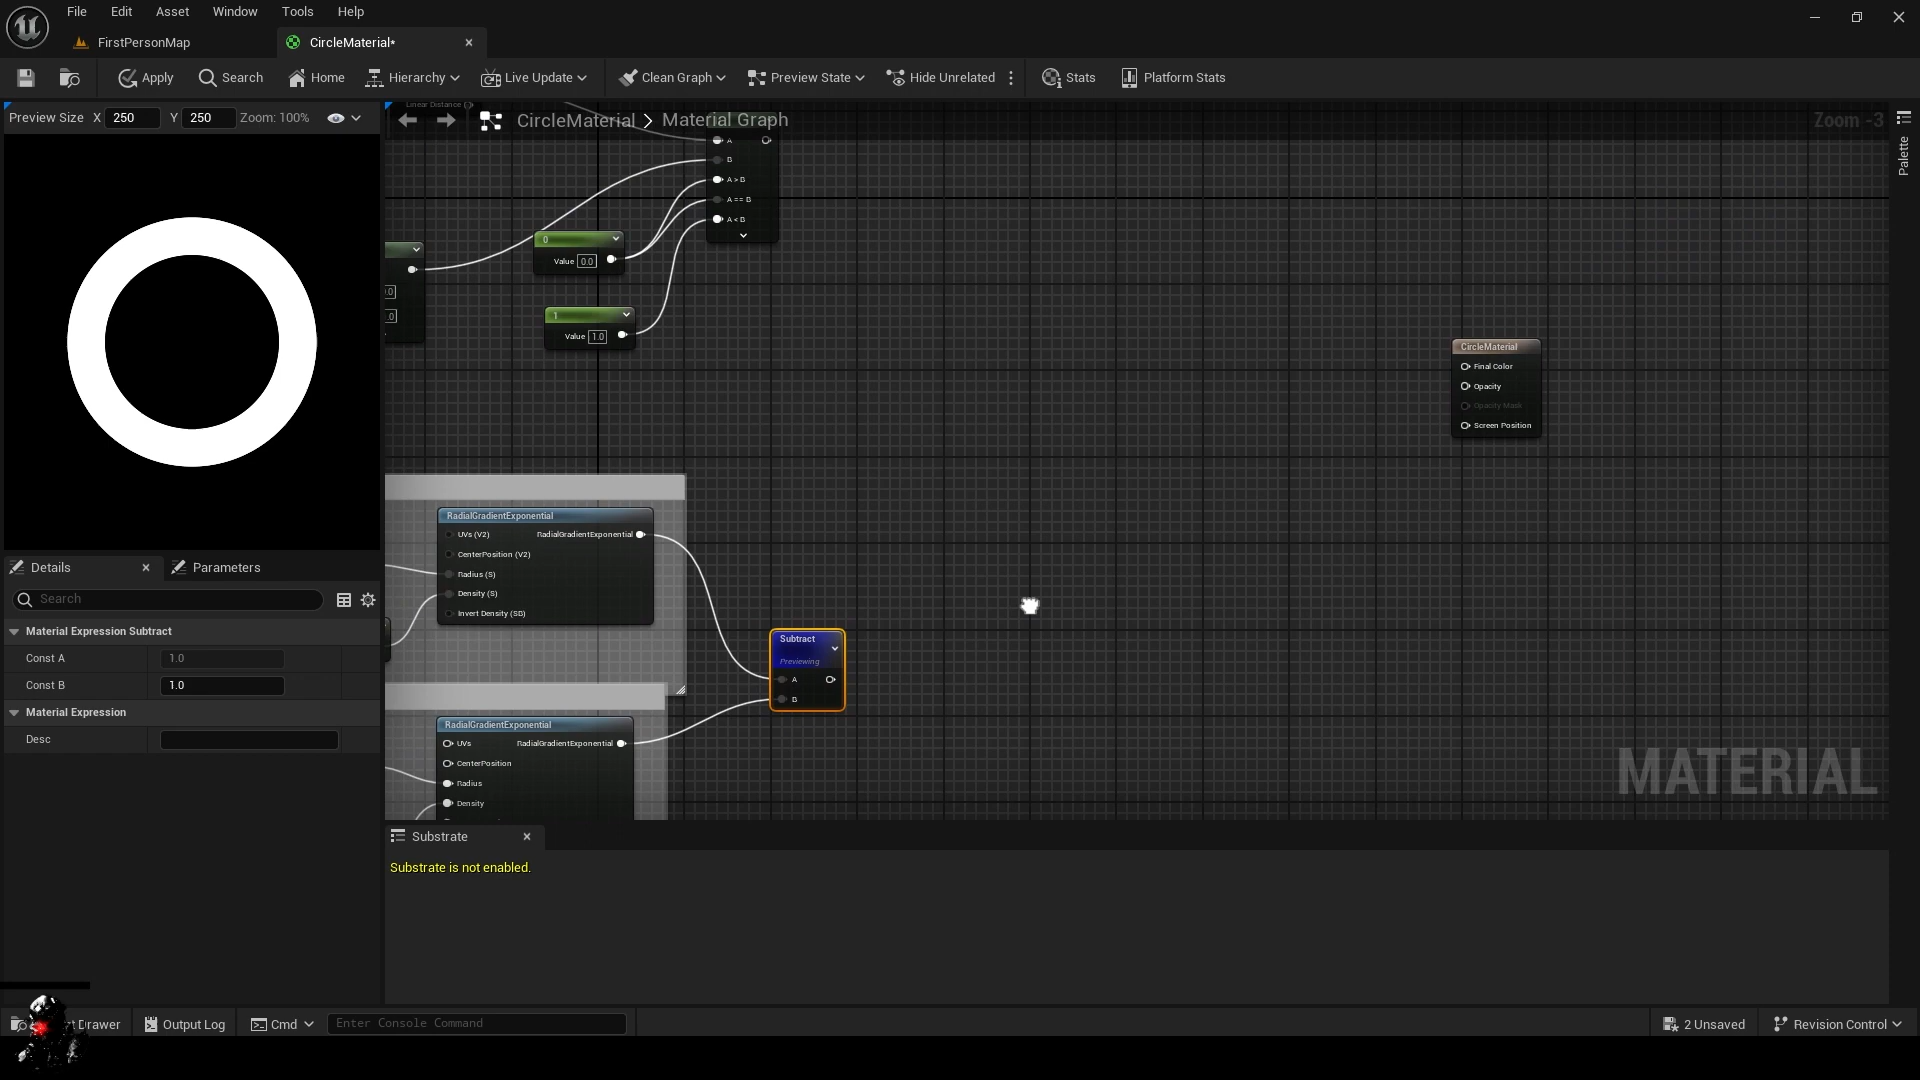 File Edit Asset Window Tools Help
FirstPersonMap
CircleMaterial*
Apply Search Home Hierarchy Live Update Clean Graph Preview State Hide Unrelated Stats Platform Stats
Preview Size X 250 Y 250 Zoom: 100%
Linear Distance
CircleMaterial > Material Graph
Zoom -3
Palette
A
B
A > B
A == B
A < B
0
Value 0.0
1
Value 1.0
.0
.0
CircleMaterial
Final Color
Opacity
Opacity Mask
Screen Position
RadialGradientExponential
UVs (V2) RadialGradientExponential
CenterPosition (V2)
Radius (S)
Density (S)
Invert Density (SB)
Subtract
Previewing
A
B
RadialGradientExponential
UVs RadialGradientExponential
CenterPosition
Radius
Density
MATERIAL
Details
Parameters
Search
Material Expression Subtract
Const A 1.0
Const B 1.0
Material Expression
Desc
Substrate
Substrate is not enabled.
Drawer Output Log Cmd Enter Console Command
2 Unsaved Revision Control